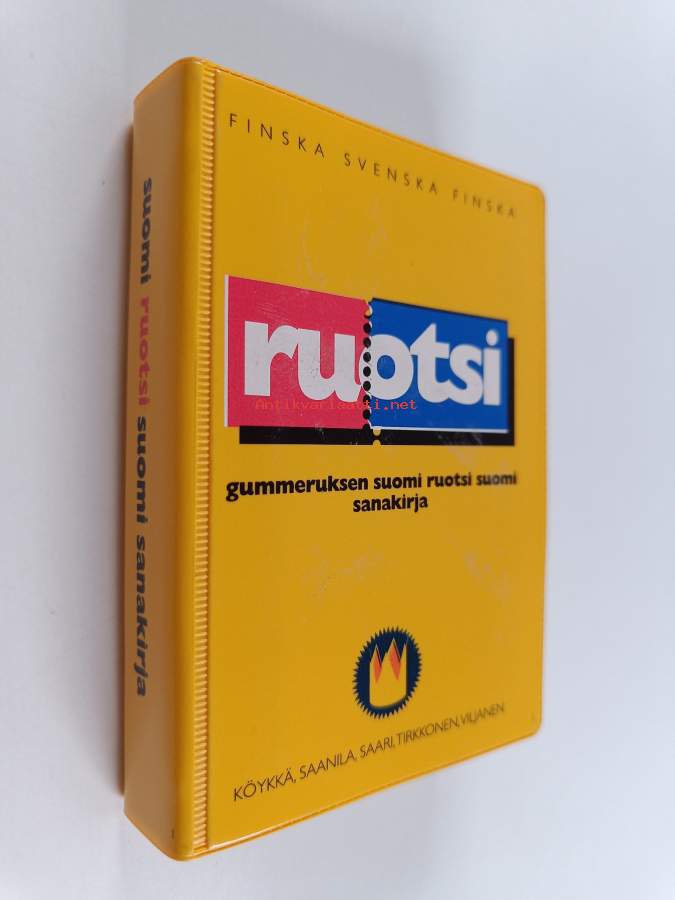 FINSKA SVENSKA FINSKA
ruotsi
Antikvariaatti.net
gummeruksen suomi ruotsi suomi
sanakirja
KÖYKKÄ, SAANILA, SAARI, TIRKKONEN, VILJANEN
suomi ruotsi suomi sanakirja